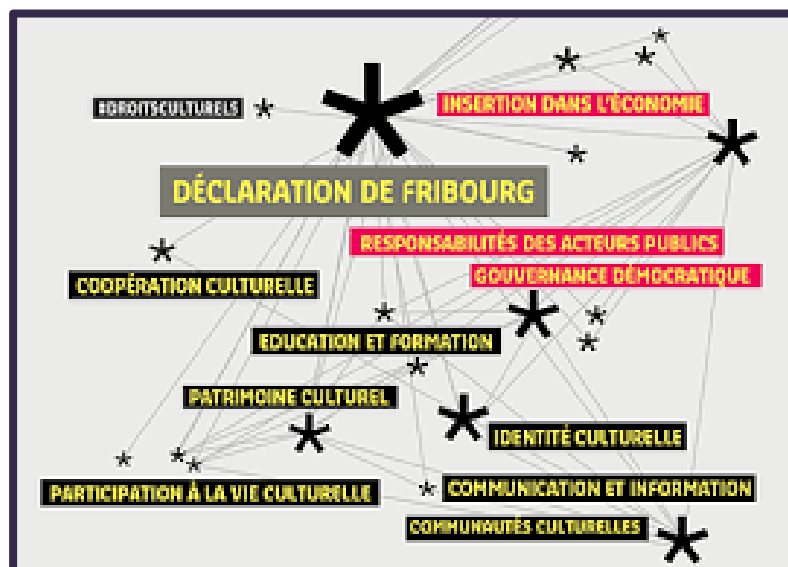 INSERTION DANS L'ÉCONOMIE
#DROITSCULTURELS
DÉCLARATION DE FRIBOURG
RESPONSABILITÉS DES ACTEURS PUBLICS
GOUVERNANCE DÉMOCRATIQUE
COOPÉRATION CULTURELLE
EDUCATION ET FORMATION
PATRIMOINE CULTUREL
IDENTITÉ CULTURELLE
PARTICIPATION À LA VIE CULTURELLE
COMMUNICATION ET INFORMATION
COMMUNAUTÉS CULTURELLES